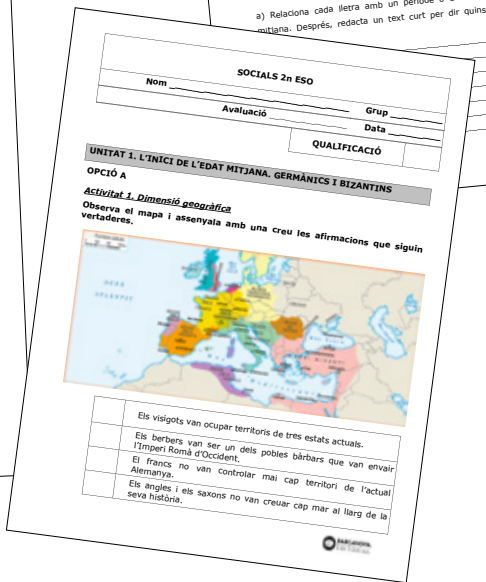 a) Relaciona cada lletra amb un període o
mitjana. Després, redacta un text curt per dir quins
SOCIALS 2n ESO
Nom Grup
Avaluació Data
QUALIFICACIÓ
UNITAT 1. L'INICI DE L'EDAT MITJANA. GERMÀNICS I BIZANTINS
OPCIÓ A
Activitat 1. Dimensió geogràfica
Observa el mapa i assenyala amb una creu les afirmacions que siguin
vertaderes.
Els visigots van ocupar territoris de tres estats actuals.
Els berbers van ser un dels pobles bàrbars que van envair
l'Imperi Romà d'Occident.
El francs no van controlar mai cap territori de l'actual
Alemanya.
Els angles i els saxons no van creuar cap mar al llarg de la
seva història.
BARCANOVA